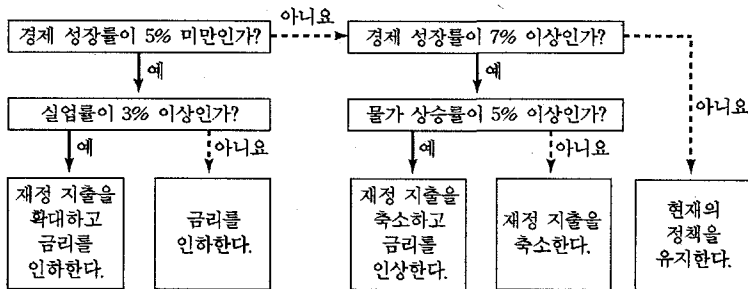 경제 성장률이 5% 미만인가?
아니요
경제 성장률이 7% 이상인가?
예
예
아니요
실업률이 3% 이상인가?
물가 상승률이 5% 이상인가?
예
아니요
예
아니요
재정 지출을
확대하고
금리를
인하한다.
금리를
인하한다.
재정 지출을
축소하고
금리를
인상한다.
재정 지출을
축소한다.
현재의
정책을
유지한다.